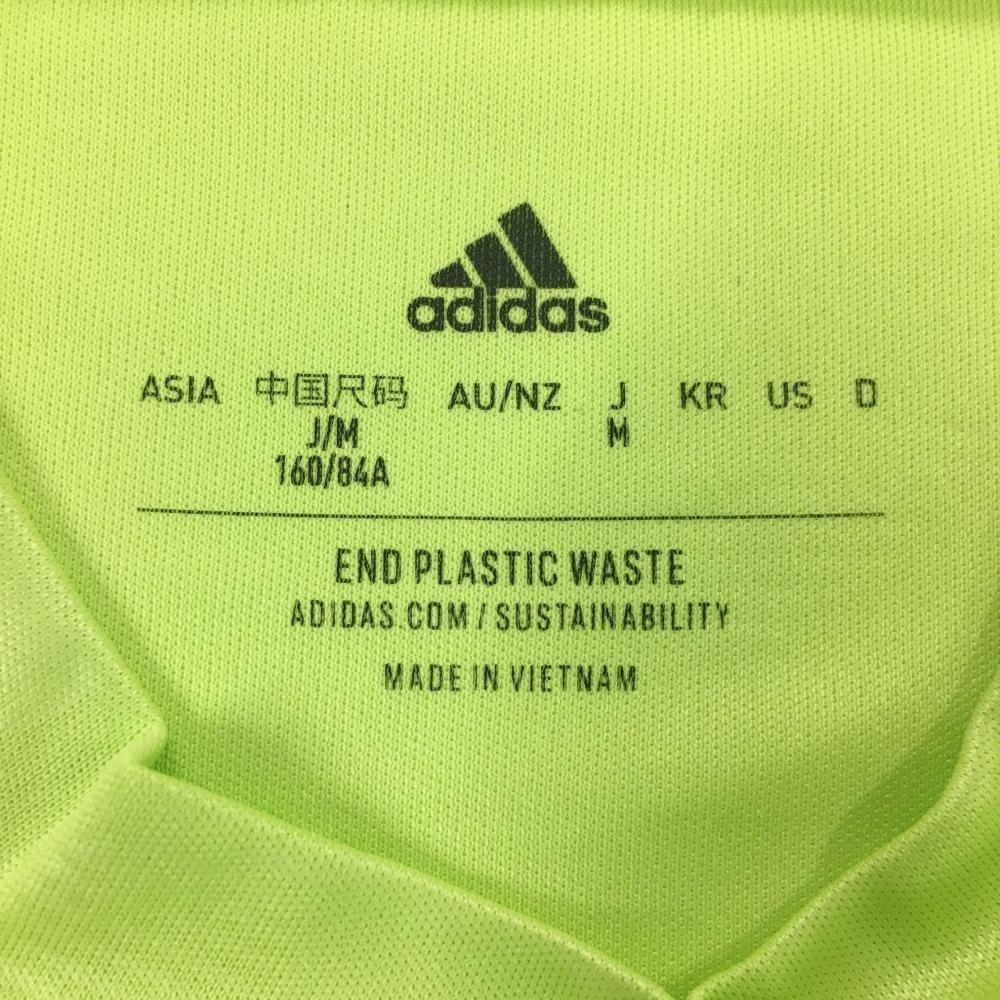 adidas
ASIA 中国尺码 AU/NZ J KR US D
J/M M
160/84A
END PLASTIC WASTE
ADIDAS.COM / SUSTAINABILITY
MADE IN VIETNAM